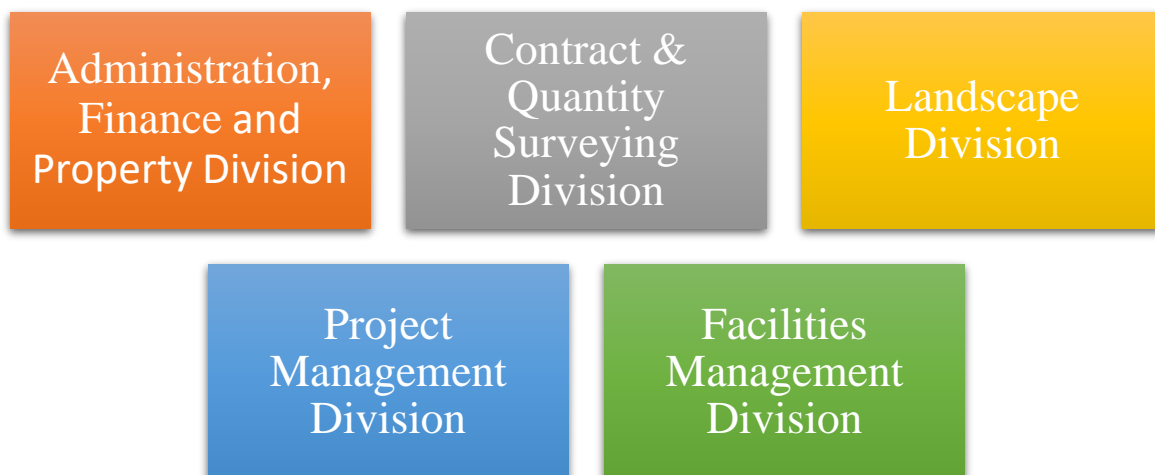 Administration,
Finance and
Property Division
Contract &
Quantity
Surveying
Division
Landscape
Division
Project
Management
Division
Facilities
Management
Division